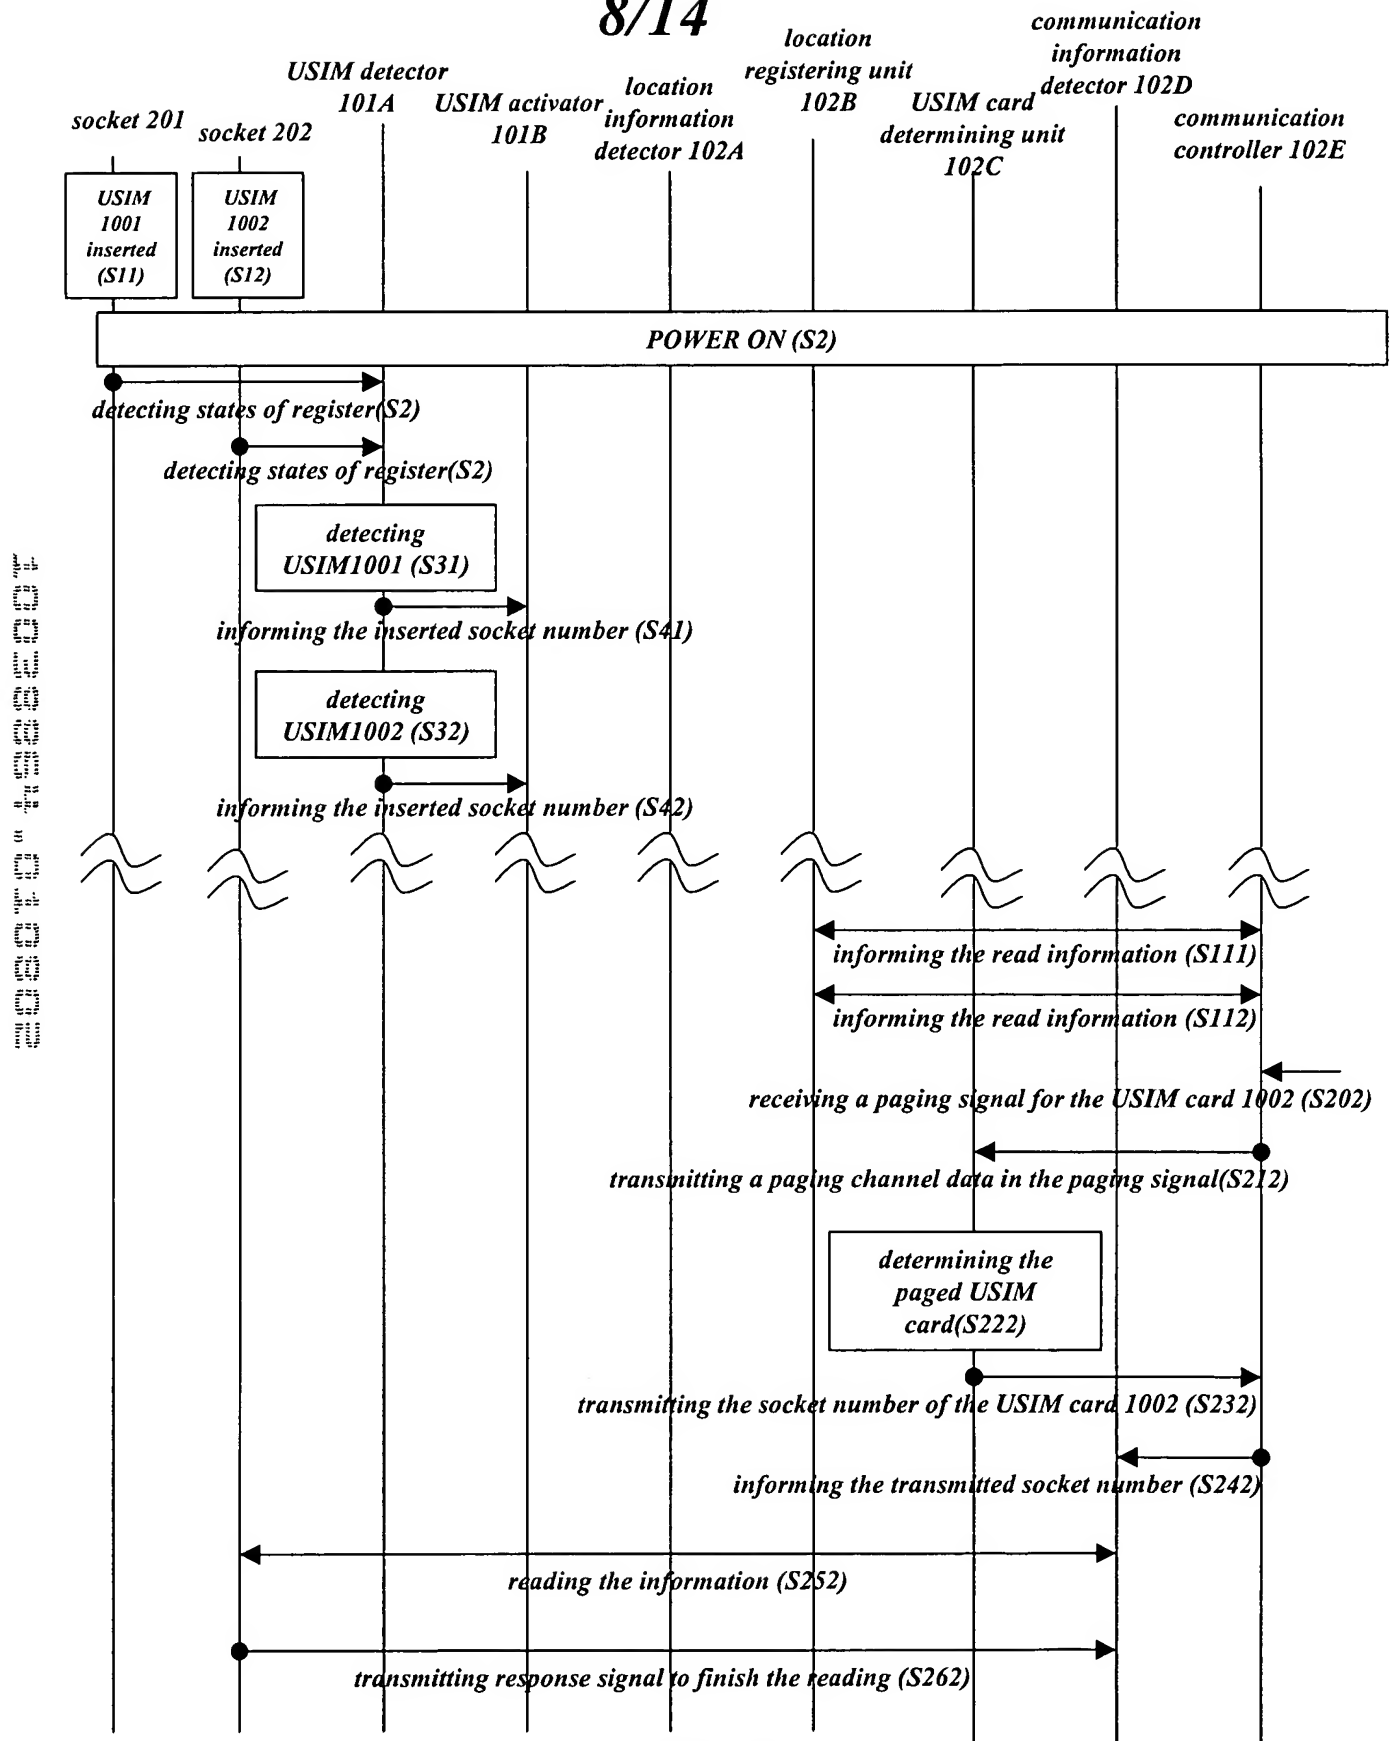 8/14
socket 201
socket 202
USIM detector
101A
USIM activator
101B
location
information
detector 102A
location
registering unit
102B
USIM card
determining unit
102C
communication
information
detector 102D
communication
controller 102E
USIM
1001
inserted
(S11)
USIM
1002
inserted
(S12)
POWER ON (S2)
detecting states of register(S2)
detecting states of register(S2)
detecting
USIM1001 (S31)
informing the inserted socket number (S41)
detecting
USIM1002 (S32)
informing the inserted socket number (S42)
informing the read information (S111)
informing the read information (S112)
receiving a paging signal for the USIM card 1002 (S202)
transmitting a paging channel data in the paging signal(S212)
determining the
paged USIM
card(S222)
transmitting the socket number of the USIM card 1002 (S232)
informing the transmitted socket number (S242)
reading the information (S252)
transmitting response signal to finish the reading (S262)